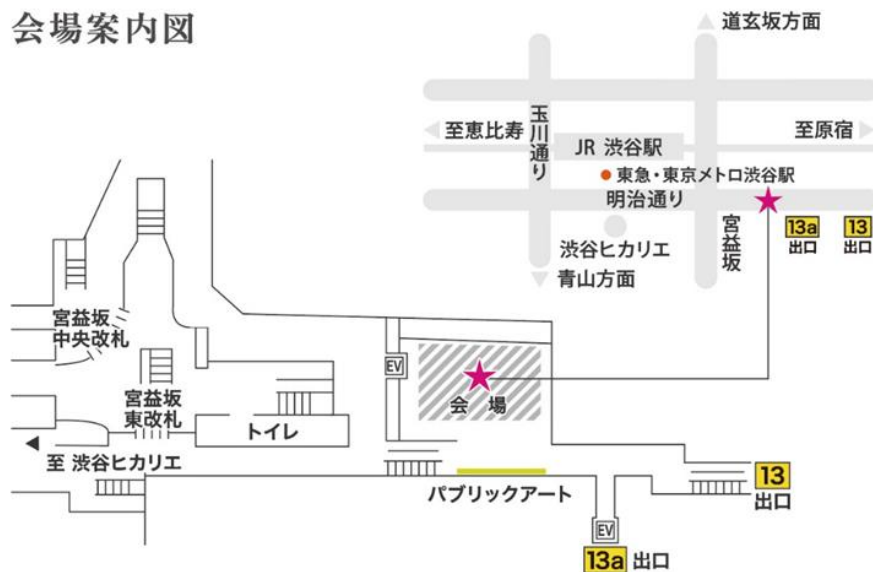 会場案内図
道玄坂方面
玉川通り
至恵比寿
JR 渋谷駅
至原宿
東急・東京メトロ渋谷駅
明治通り
宮益坂
13a
出口
13
出口
渋谷ヒカリエ
青山方面
宮益坂
中央改札
EV
宮益坂
東改札
会 場
トイレ
至 渋谷ヒカリエ
パブリックアート
13
出口
EV
13a 出口